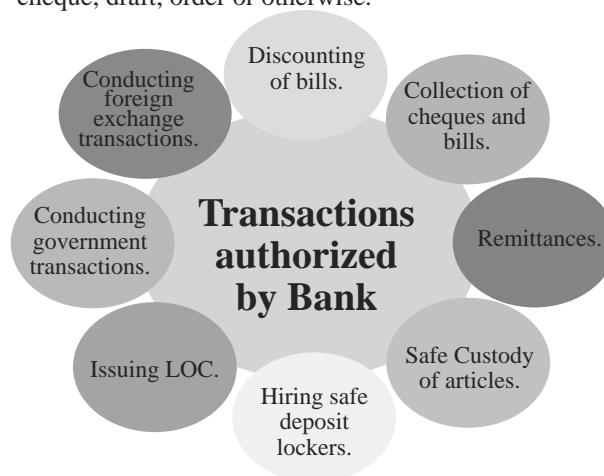 cheque, draft, order or otherwise.
Discounting
of bills.
Collection of
cheques and
bills.
Remittances.
Safe Custody
of articles.
Hiring safe
deposit
lockers.
Issuing LOC.
Conducting
government
transactions.
Conducting
foreign
exchange
transactions.
Transactions
authorized
by Bank